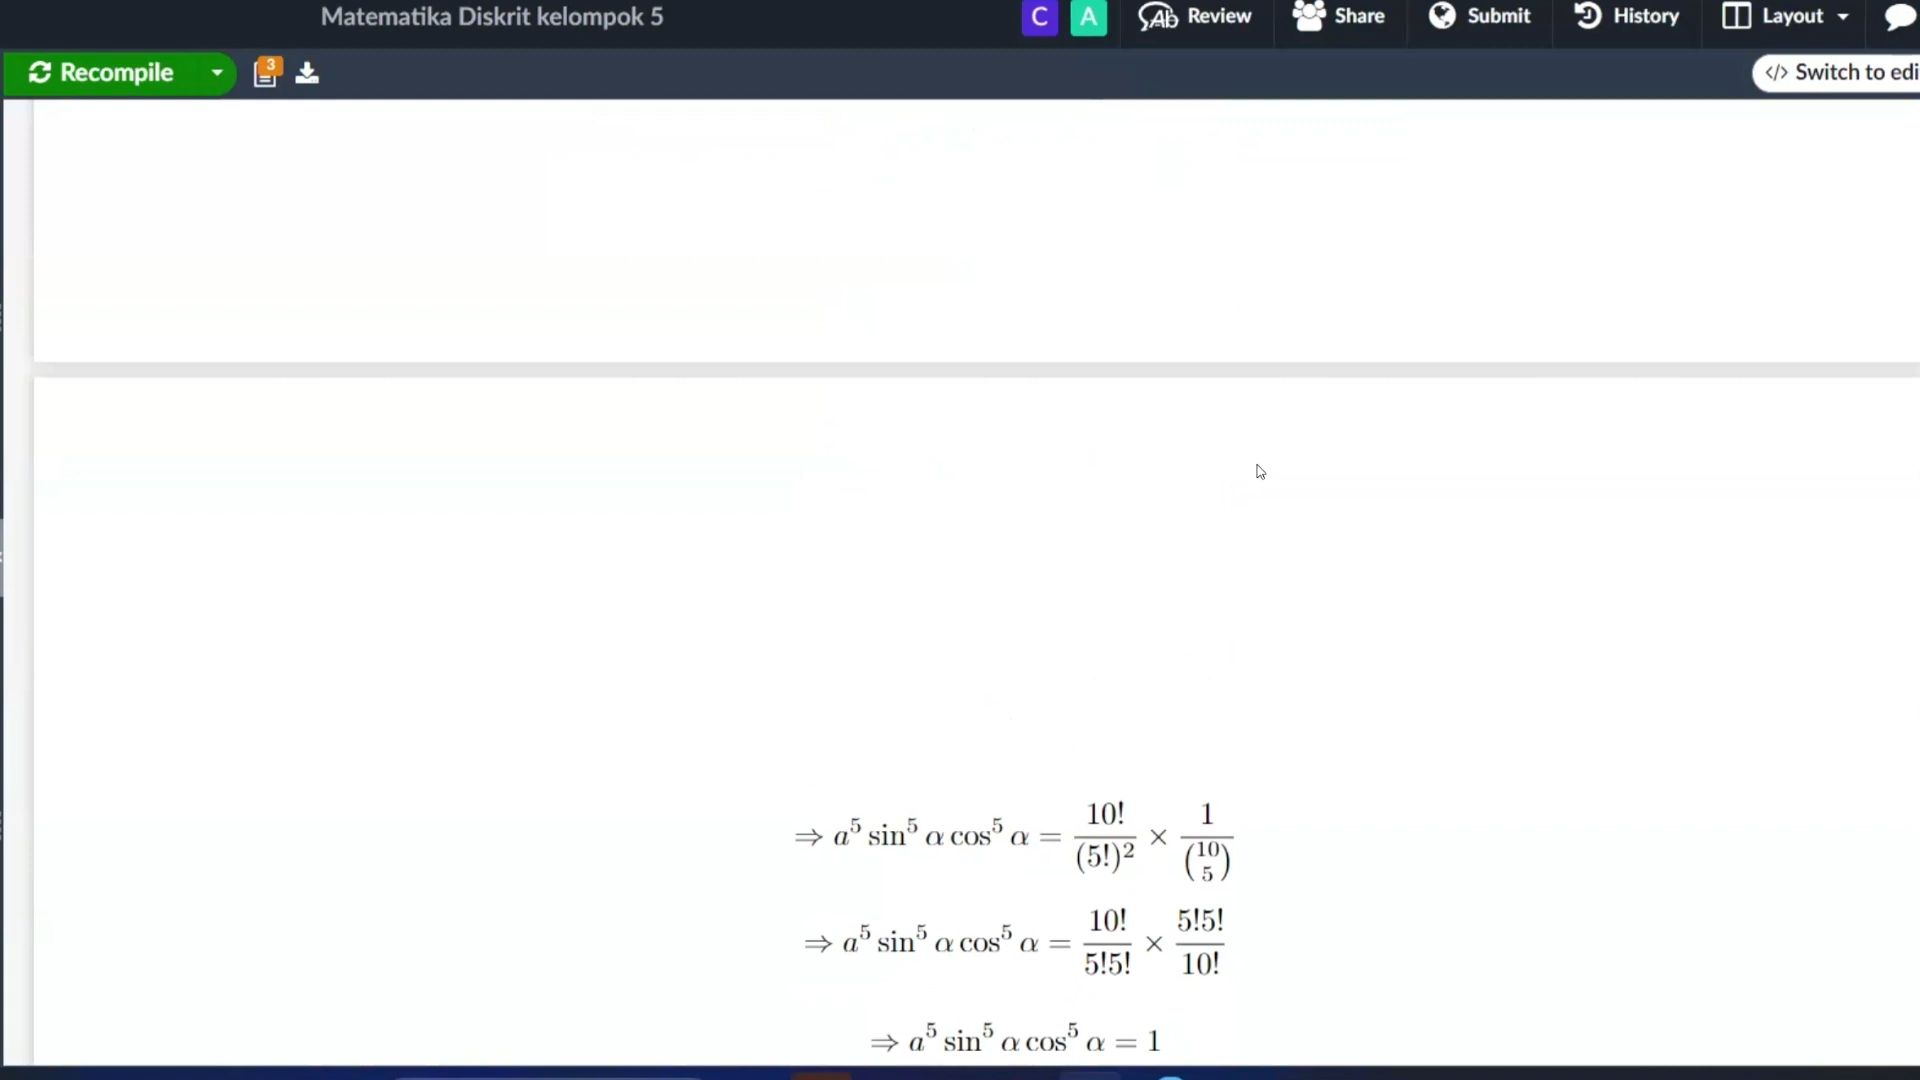 Matematika Diskrit kelompok 5
C A Review Share Submit History Layout
Recompile 3 </> Switch to edi
⇒ a⁵ sin⁵ α cos⁵ α = 10!/(5!)² × 1/(10 5)
⇒ a⁵ sin⁵ α cos⁵ α = 10!/5!5! × 5!5!/10!
⇒ a⁵ sin⁵ α cos⁵ α = 1